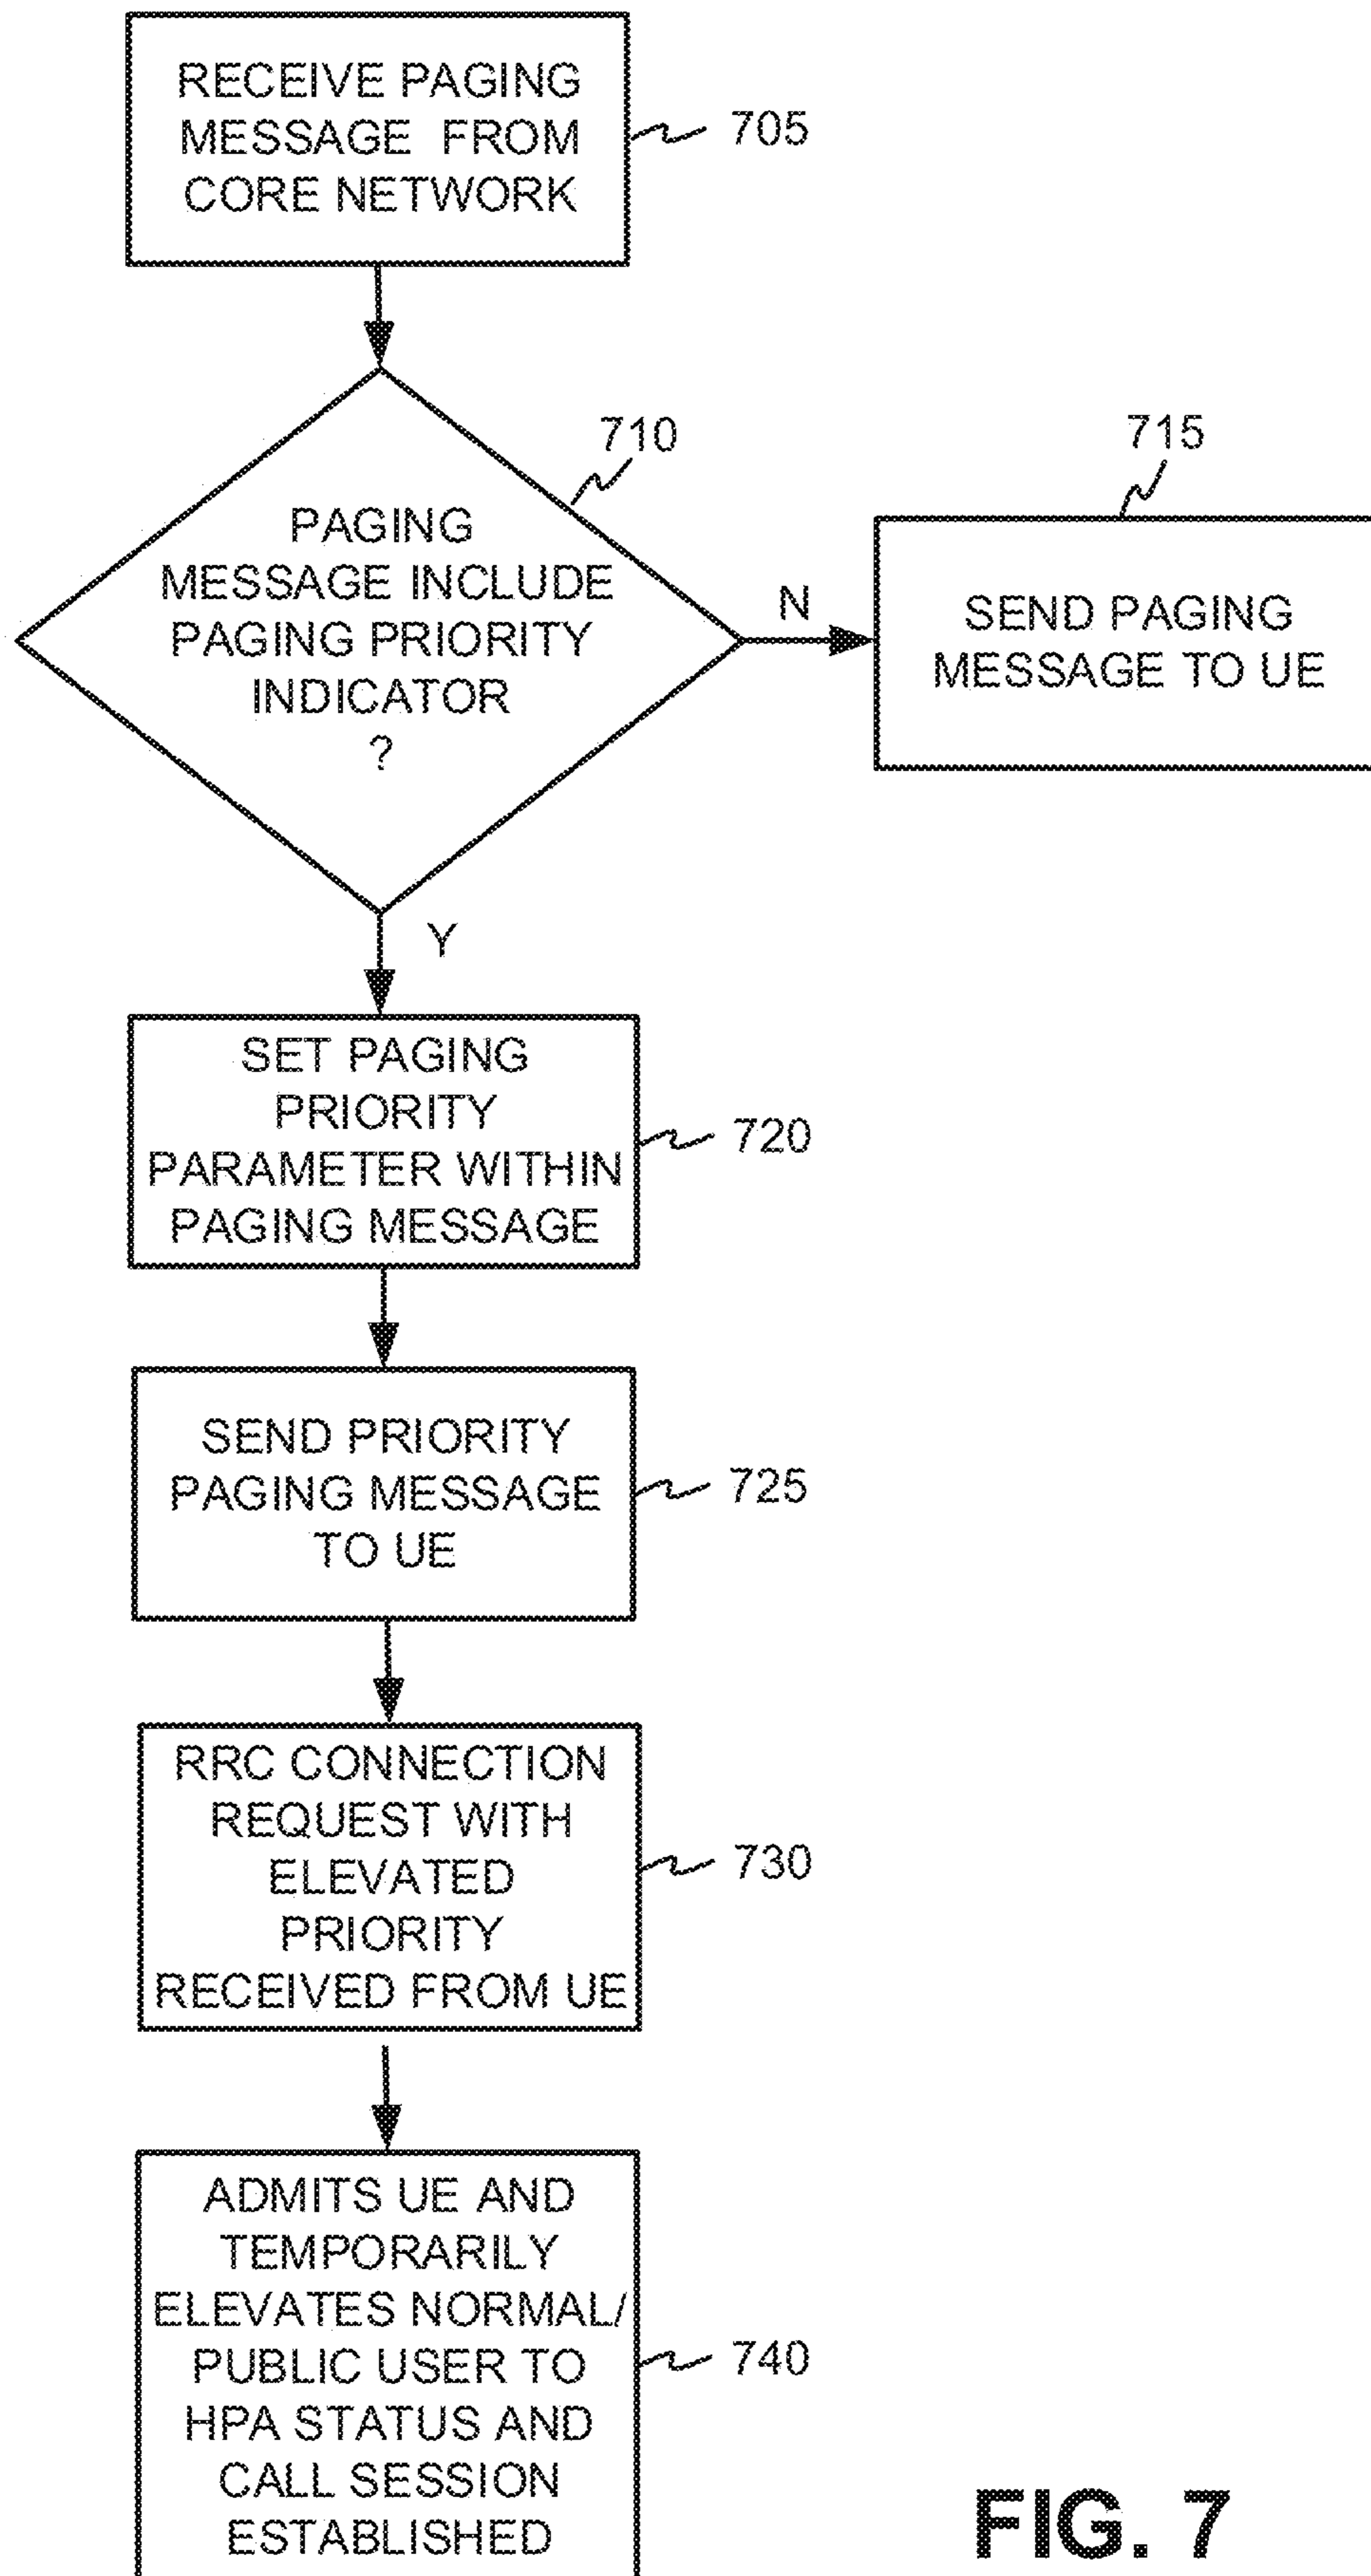 RECEIVE PAGING
MESSAGE FROM
CORE NETWORK
705
710
PAGING
MESSAGE INCLUDE
PAGING PRIORITY
INDICATOR
?
N
715
SEND PAGING
MESSAGE TO UE
Y
SET PAGING
PRIORITY
PARAMETER WITHIN
PAGING MESSAGE
720
SEND PRIORITY
PAGING MESSAGE
TO UE
725
RRC CONNECTION
REQUEST WITH
ELEVATED
PRIORITY
RECEIVED FROM UE
730
ADMITS UE AND
TEMPORARILY
ELEVATES NORMAL/
PUBLIC USER TO
HPA STATUS AND
CALL SESSION
ESTABLISHED
740
FIG. 7